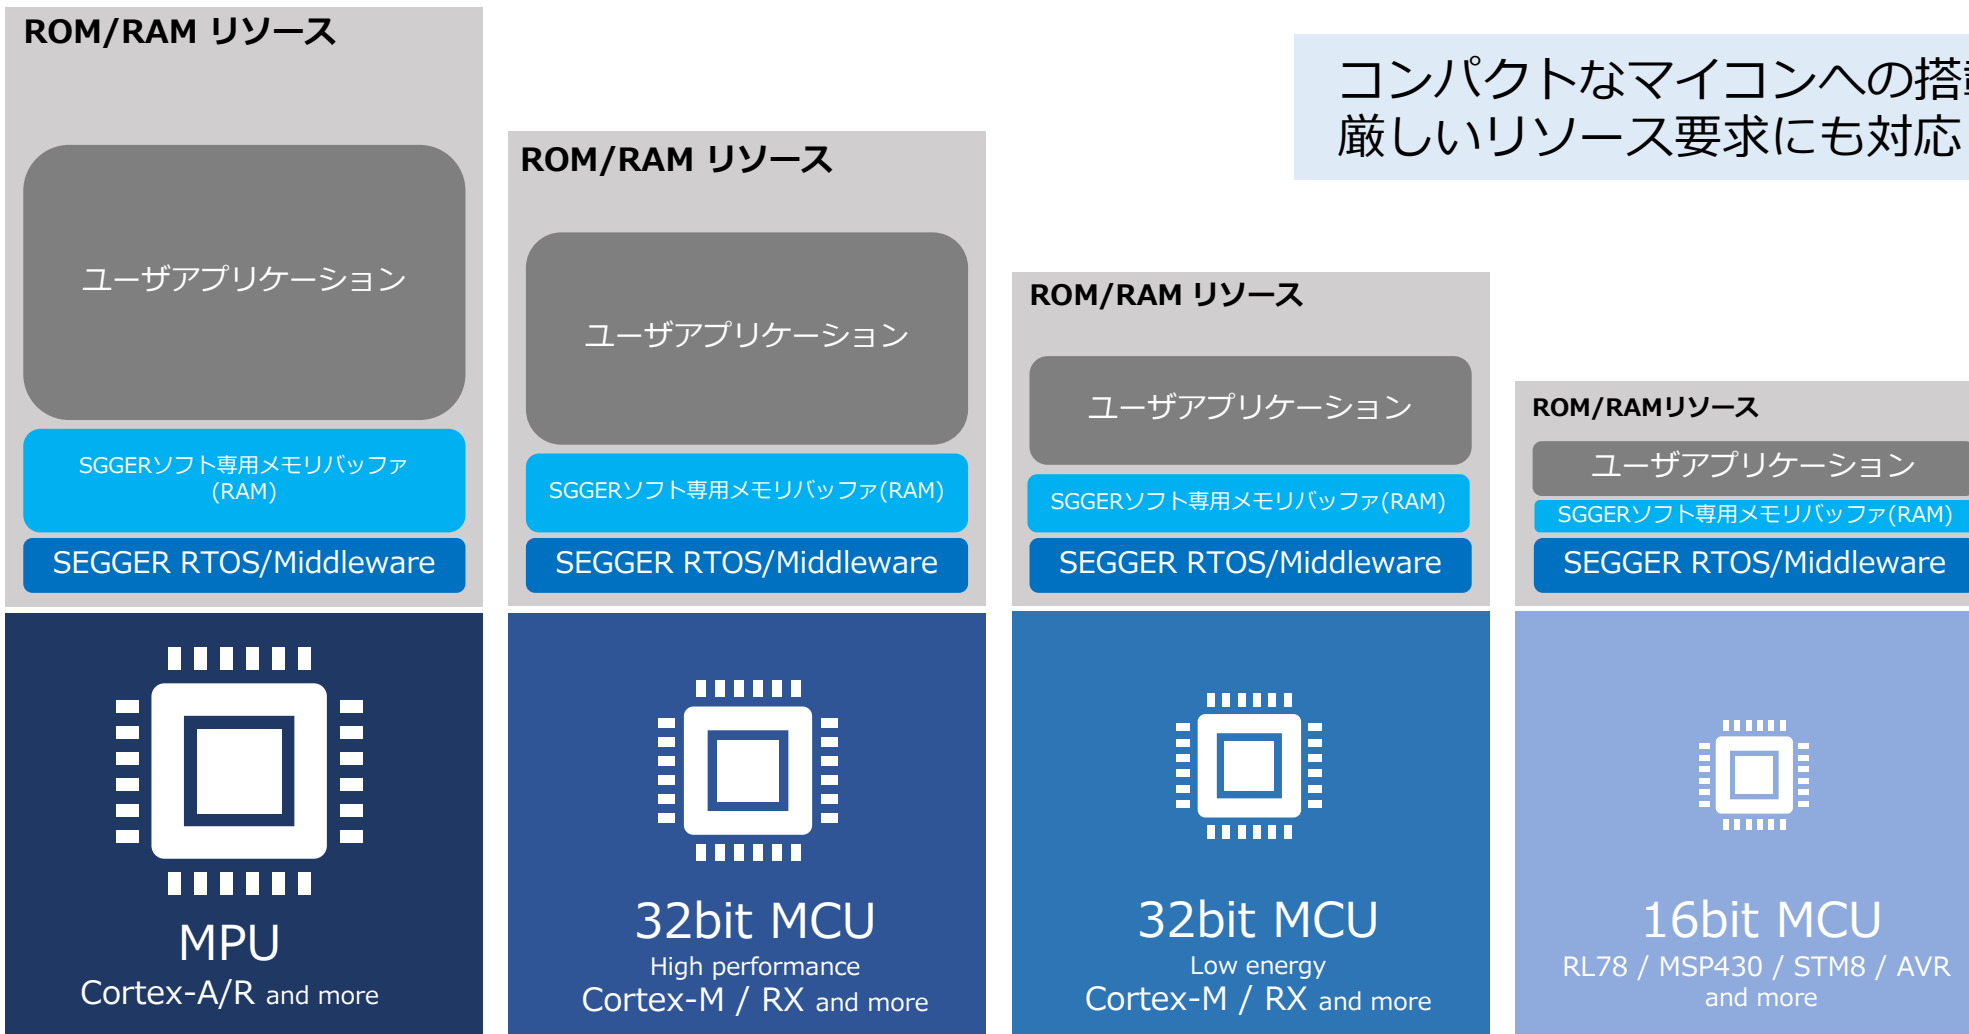 ROM/RAM リソース
ユーザアプリケーション
SGGERソフト専用メモリバッファ
(RAM)
SEGGER RTOS/Middleware
MPU
Cortex-A/R and more
ROM/RAM リソース
ユーザアプリケーション
SGGERソフト専用メモリバッファ(RAM)
SEGGER RTOS/Middleware
32bit MCU
High performance
Cortex-M / RX and more
ROM/RAM リソース
ユーザアプリケーション
SGGERソフト専用メモリバッファ(RAM)
SEGGER RTOS/Middleware
32bit MCU
Low energy
Cortex-M / RX and more
コンパクトなマイコンへの搭
厳しいリソース要求にも対応
ROM/RAMリソース
ユーザアプリケーション
SGGERソフト専用メモリバッファ(RAM)
SEGGER RTOS/Middleware
16bit MCU
RL78 / MSP430 / STM8 / AVR
and more